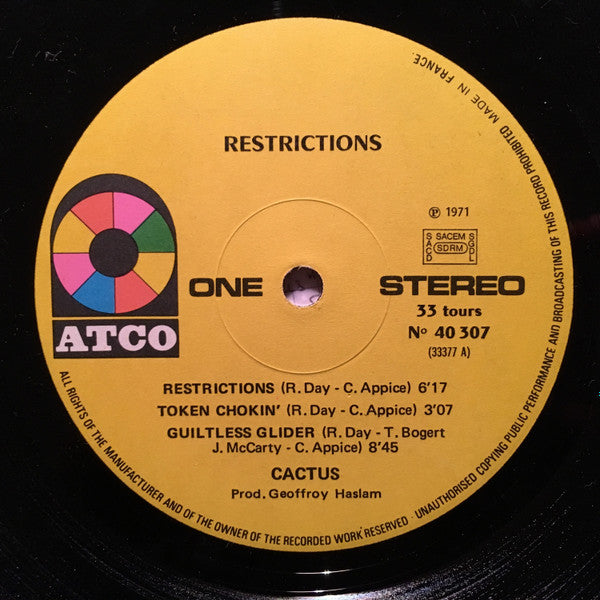 RESTRICTIONS
℗ 1971
SACD
SACEM
SDRM
SGDL
ONE
STEREO
33 tours
Nº 40 307
(33377 A)
ATCO
RESTRICTIONS (R. Day - C. Appice) 6'17
TOKEN CHOKIN' (R. Day - C. Appice) 3'07
GUILTLESS GLIDER (R. Day - T. Bogert
J. McCarty - C. Appice) 8'45
CACTUS
Prod. Geoffroy Haslam
ALL RIGHTS OF THE MANUFACTURER AND OF THE OWNER OF THE RECORDED WORK RESERVED - UNAUTHORISED COPYING PUBLIC PERFORMANCE AND BROADCASTING OF THIS RECORD PROHIBITED MADE IN FRANCE.